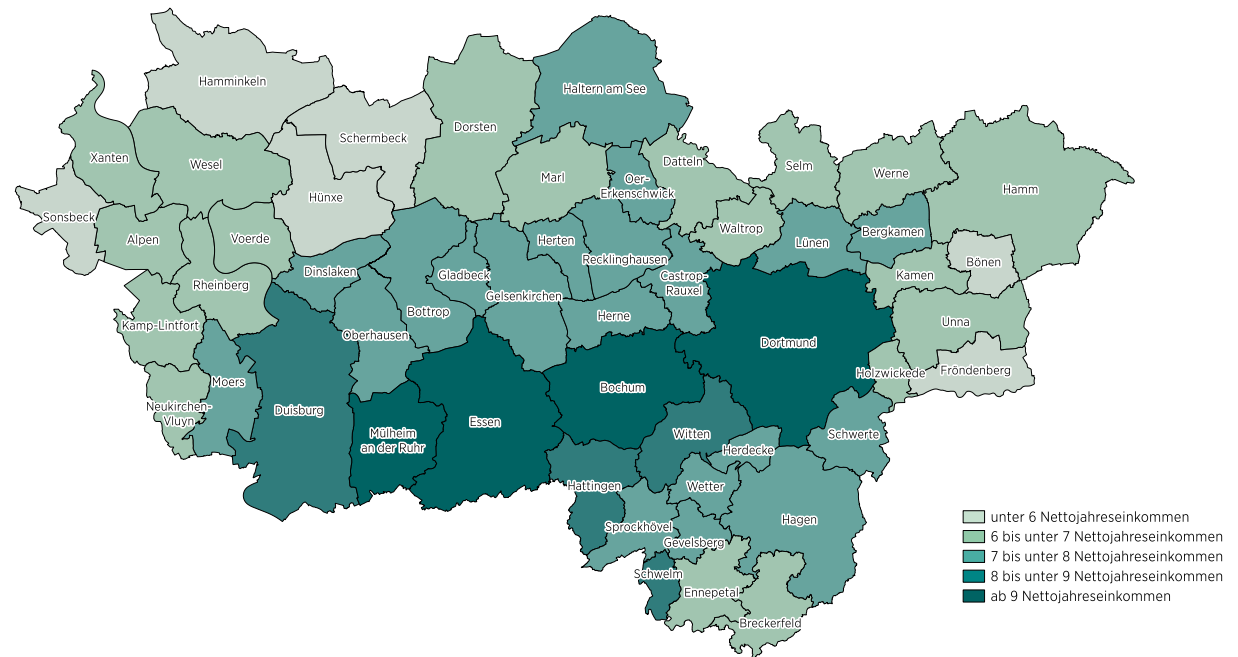 Hamminkeln
Haltern am See
Schermbeck
Dorsten
Xanten
Wesel
Datteln
Selm
Werne
Marl
Oer-
Erkenschwick
Hamm
Hünxe
Sonsbeck
Waltrop
Bergkamen
Alpen
Voerde
Herten
Lünen
Recklinghausen
Bönen
Dinslaken
Gladbeck
Castrop-
Rauxel
Kamen
Rheinberg
Gelsenkirchen
Bottrop
Herne
Kamp-Lintfort
Unna
Oberhausen
Dortmund
Fröndenberg
Holzwickede
Moers
Bochum
Duisburg
Neukirchen-
Vluyn
Essen
Mülheim
an der Ruhr
Witten
Schwerte
Herdecke
Hattingen
Wetter
Hagen
Sprockhövel
Gevelsberg
Schwelm
Ennepetal
Breckerfeld
unter 6 Nettojahreseinkommen
6 bis unter 7 Nettojahreseinkommen
7 bis unter 8 Nettojahreseinkommen
8 bis unter 9 Nettojahreseinkommen
ab 9 Nettojahreseinkommen